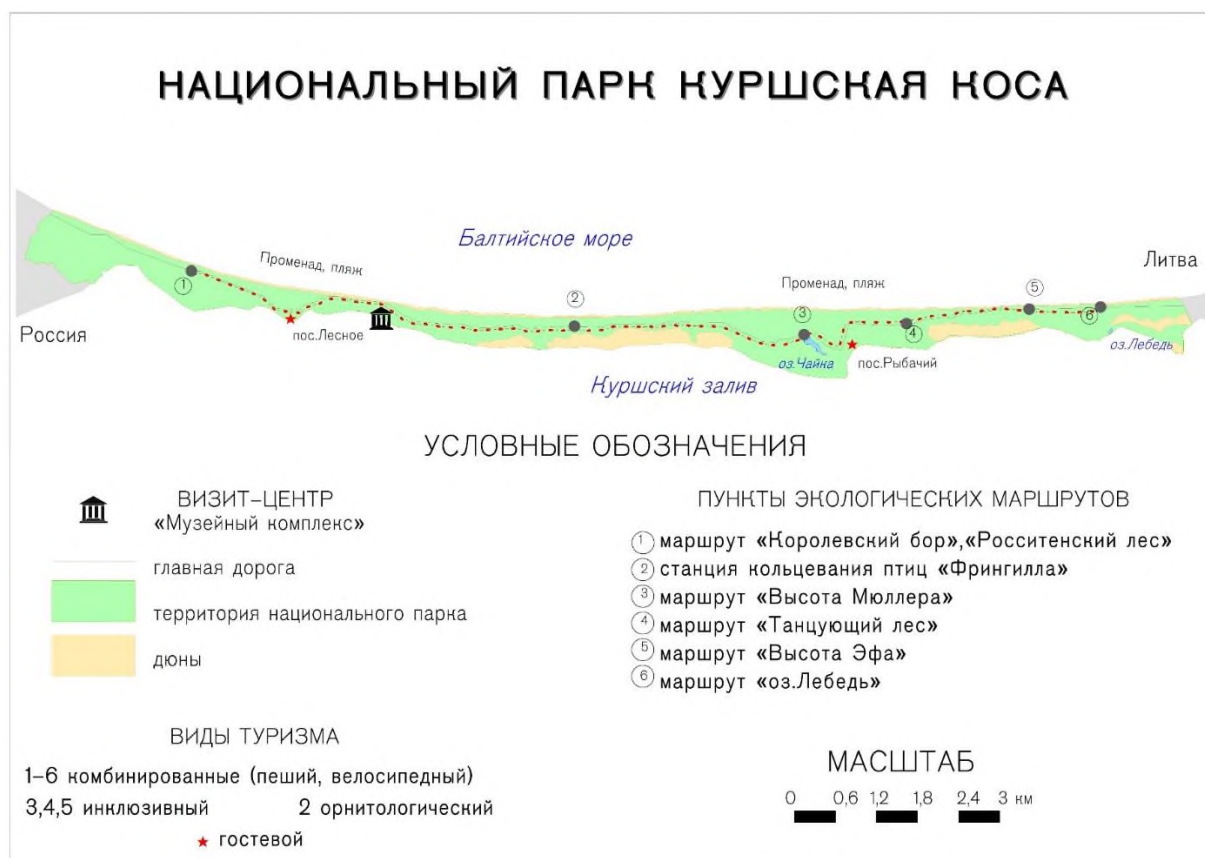 НАЦИОНАЛЬНЫЙ ПАРК КУРШСКАЯ КОСА
Балтийское море
Литва
Променад, пляж
Променад, пляж
1
2
3
4
5
6
Россия
пос.Лесное
оз.Чайка
пос.Рыбачий
оз.Лебедь
Куршский залив
УСЛОВНЫЕ ОБОЗНАЧЕНИЯ
ВИЗИТ-ЦЕНТР
«Музейный комплекс»
главная дорога
территория национального парка
дюны
ПУНКТЫ ЭКОЛОГИЧЕСКИХ МАРШРУТОВ
1 маршрут «Королевский бор»,«Росситенский лес»
2 станция кольцевания птиц «Фрингилла»
3 маршрут «Высота Мюллера»
4 маршрут «Танцующий лес»
5 маршрут «Высота Эфа»
6 маршрут «оз.Лебедь»
ВИДЫ ТУРИЗМА
1-6 комбинированные (пеший, велосипедный)
3,4,5 инклюзивный 2 орнитологический
гостевой
МАСШТАБ
0 0,6 1,2 1,8 2,4 3 км